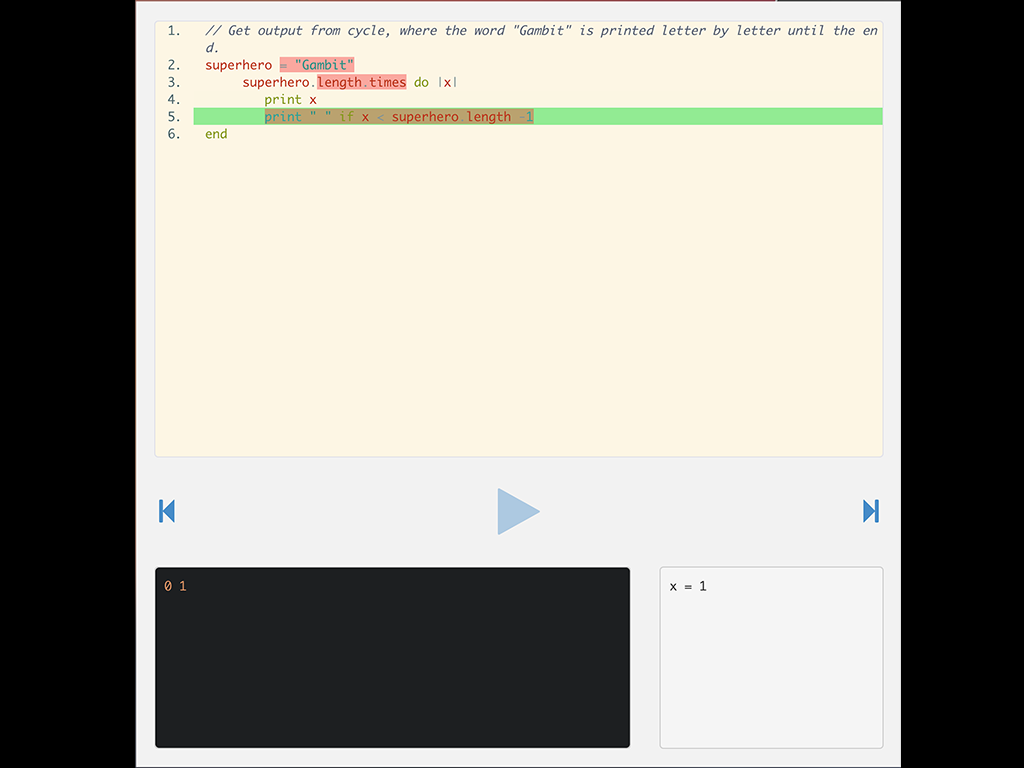 1. // Get output from cycle, where the word "Gambit" is printed letter by letter until the en
d.
2. superhero = "Gambit"
3. superhero.length.times do |x|
4. print x
5. print " " if x < superhero.length -1
6. end
0 1
x = 1